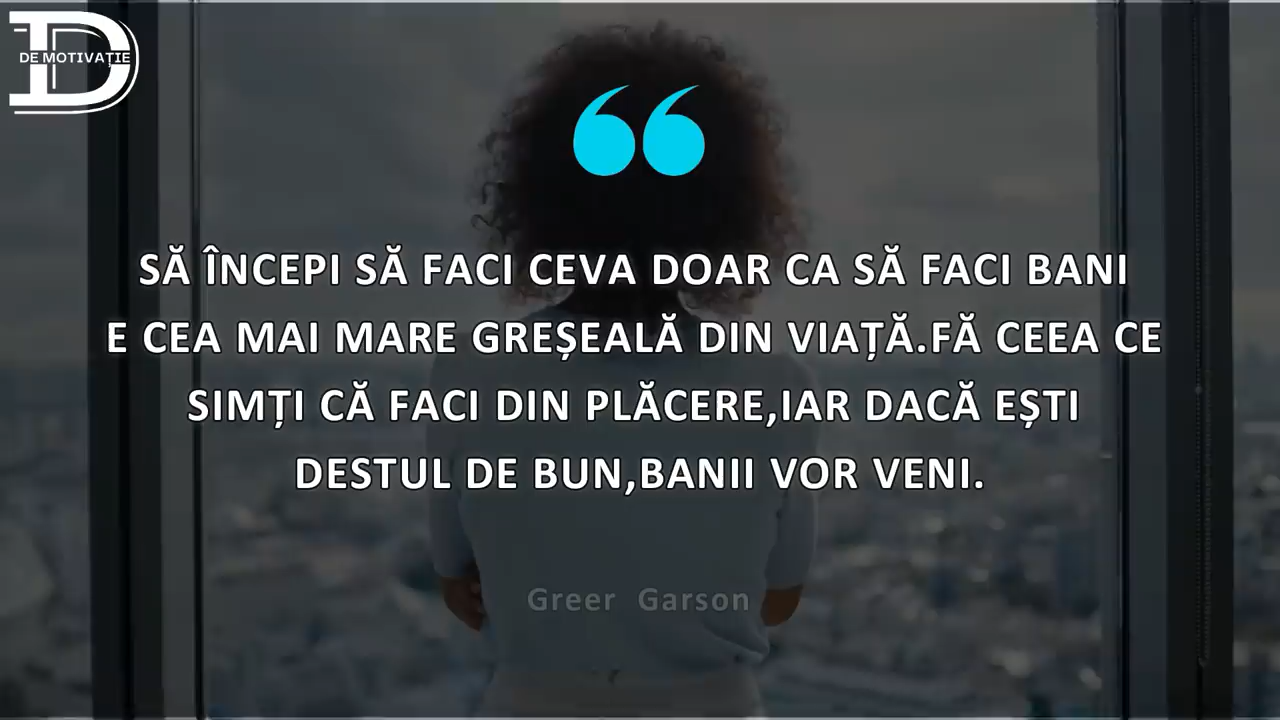 DE MOTIVAȚIE
SĂ ÎNCEPI SĂ FACI CEVA DOAR CA SĂ FACI BANI
E CEA MAI MARE GREȘEALĂ DIN VIAȚĂ.FĂ CEEA CE
SIMȚI CĂ FACI DIN PLĂCERE,IAR DACĂ EȘTI
DESTUL DE BUN,BANII VOR VENI.
Greer Garson